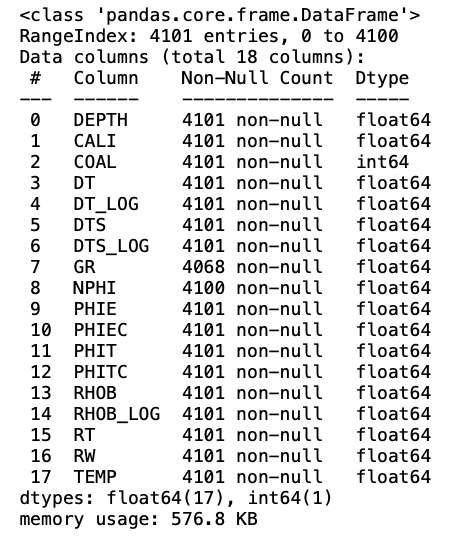 <class 'pandas.core.frame.DataFrame'>
RangeIndex: 4101 entries, 0 to 4100
Data columns (total 18 columns):
 #   Column    Non-Null Count  Dtype
---  ------    --------------  -----
 0   DEPTH     4101 non-null   float64
 1   CALI      4101 non-null   float64
 2   COAL      4101 non-null   int64
 3   DT        4101 non-null   float64
 4   DT_LOG    4101 non-null   float64
 5   DTS       4101 non-null   float64
 6   DTS_LOG   4101 non-null   float64
 7   GR        4068 non-null   float64
 8   NPHI      4100 non-null   float64
 9   PHIE      4101 non-null   float64
 10  PHIEC     4101 non-null   float64
 11  PHIT      4101 non-null   float64
 12  PHITC     4101 non-null   float64
 13  RHOB      4101 non-null   float64
 14  RHOB_LOG  4101 non-null   float64
 15  RT        4101 non-null   float64
 16  RW        4101 non-null   float64
 17  TEMP      4101 non-null   float64
dtypes: float64(17), int64(1)
memory usage: 576.8 KB